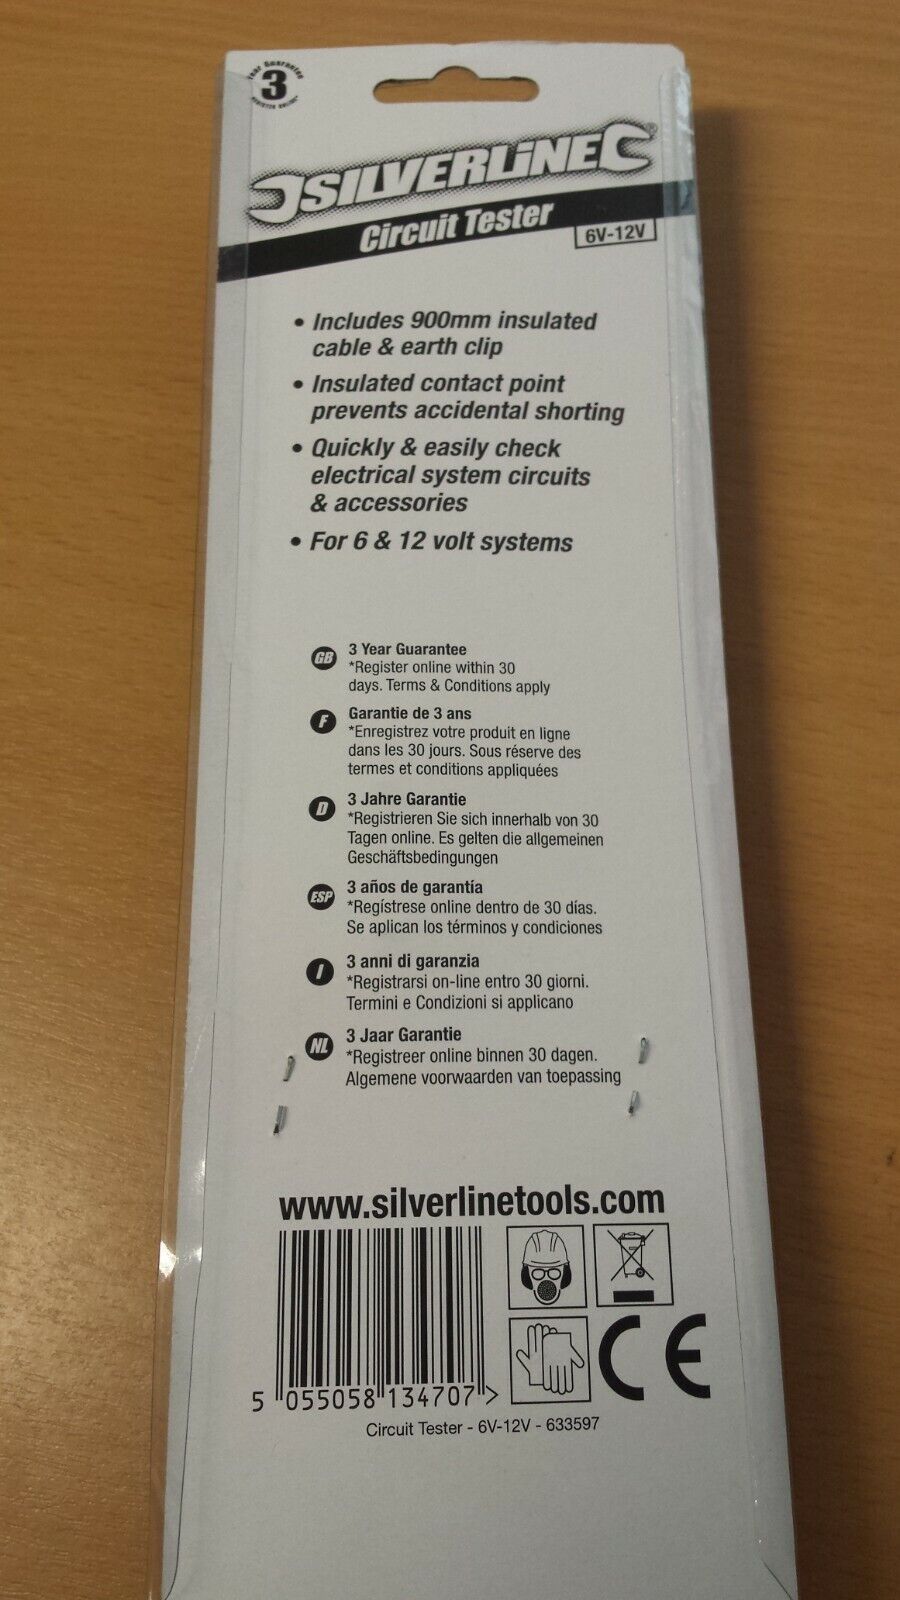 Year Guarantee
3
REGISTER ONLINE*
SILVERLINE®
Circuit Tester
6V-12V
• Includes 900mm insulated
cable & earth clip
• Insulated contact point
prevents accidental shorting
• Quickly & easily check
electrical system circuits
& accessories
• For 6 & 12 volt systems
GB 3 Year Guarantee
*Register online within 30
days. Terms & Conditions apply
F Garantie de 3 ans
*Enregistrez votre produit en ligne
dans les 30 jours. Sous réserve des
termes et conditions appliquées
D 3 Jahre Garantie
*Registrieren Sie sich innerhalb von 30
Tagen online. Es gelten die allgemeinen
Geschäftsbedingungen
ESP 3 años de garantía
*Regístrese online dentro de 30 días.
Se aplican los términos y condiciones
I 3 anni di garanzia
*Registrarsi on-line entro 30 giorni.
Termini e Condizioni si applicano
NL 3 Jaar Garantie
*Registreer online binnen 30 dagen.
Algemene voorwaarden van toepassing
www.silverlinetools.com
CE
5 055058 134707 >
Circuit Tester - 6V-12V - 633597